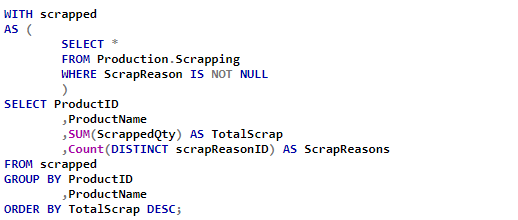 WITH scrapped
AS (
SELECT *
FROM Production.Scrapping
WHERE ScrapReason IS NOT NULL
)
SELECT ProductID
,ProductName
,SUM(ScrappedQty) AS TotalScrap
,Count(DISTINCT scrapReasonID) AS ScrapReasons
FROM scrapped
GROUP BY ProductID
,ProductName
ORDER BY TotalScrap DESC;